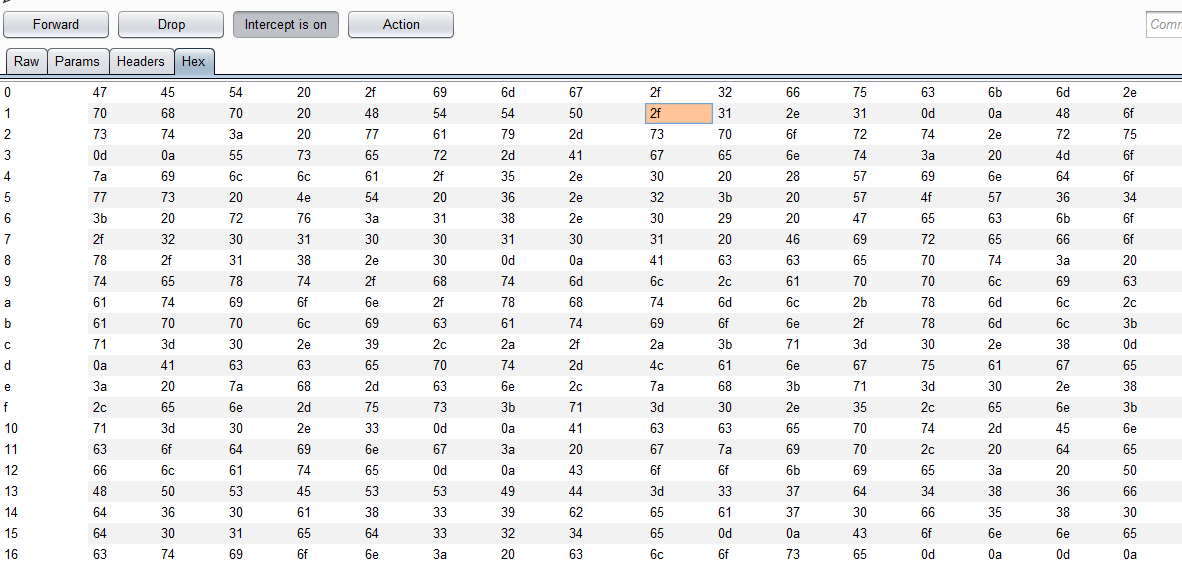 Forward Drop Intercept is on Action Comm
Raw Params Headers Hex
0 47 45 54 20 2f 69 6d 67 2f 32 66 75 63 6b 6d 2e
1 70 68 70 20 48 54 54 50 2f 31 2e 31 0d 0a 48 6f
2 73 74 3a 20 77 61 79 2d 73 70 6f 72 74 2e 72 75
3 0d 0a 55 73 65 72 2d 41 67 65 6e 74 3a 20 4d 6f
4 7a 69 6c 6c 61 2f 35 2e 30 20 28 57 69 6e 64 6f
5 77 73 20 4e 54 20 36 2e 32 3b 20 57 4f 57 36 34
6 3b 20 72 76 3a 31 38 2e 30 29 20 47 65 63 6b 6f
7 2f 32 30 31 30 30 31 30 31 20 46 69 72 65 66 6f
8 78 2f 31 38 2e 30 0d 0a 41 63 63 65 70 74 3a 20
9 74 65 78 74 2f 68 74 6d 6c 2c 61 70 70 6c 69 63
a 61 74 69 6f 6e 2f 78 68 74 6d 6c 2b 78 6d 6c 2c
b 61 70 70 6c 69 63 61 74 69 6f 6e 2f 78 6d 6c 3b
c 71 3d 30 2e 39 2c 2a 2f 2a 3b 71 3d 30 2e 38 0d
d 0a 41 63 63 65 70 74 2d 4c 61 6e 67 75 61 67 65
e 3a 20 7a 68 2d 63 6e 2c 7a 68 3b 71 3d 30 2e 38
f 2c 65 6e 2d 75 73 3b 71 3d 30 2e 35 2c 65 6e 3b
10 71 3d 30 2e 33 0d 0a 41 63 63 65 70 74 2d 45 6e
11 63 6f 64 69 6e 67 3a 20 67 7a 69 70 2c 20 64 65
12 66 6c 61 74 65 0d 0a 43 6f 6f 6b 69 65 3a 20 50
13 48 50 53 45 53 53 49 44 3d 33 37 64 34 38 36 66
14 64 36 30 61 38 33 39 62 65 61 37 30 66 35 38 30
15 64 30 31 65 64 33 32 34 65 0d 0a 43 6f 6e 6e 65
16 63 74 69 6f 6e 3a 20 63 6c 6f 73 65 0d 0a 0d 0a